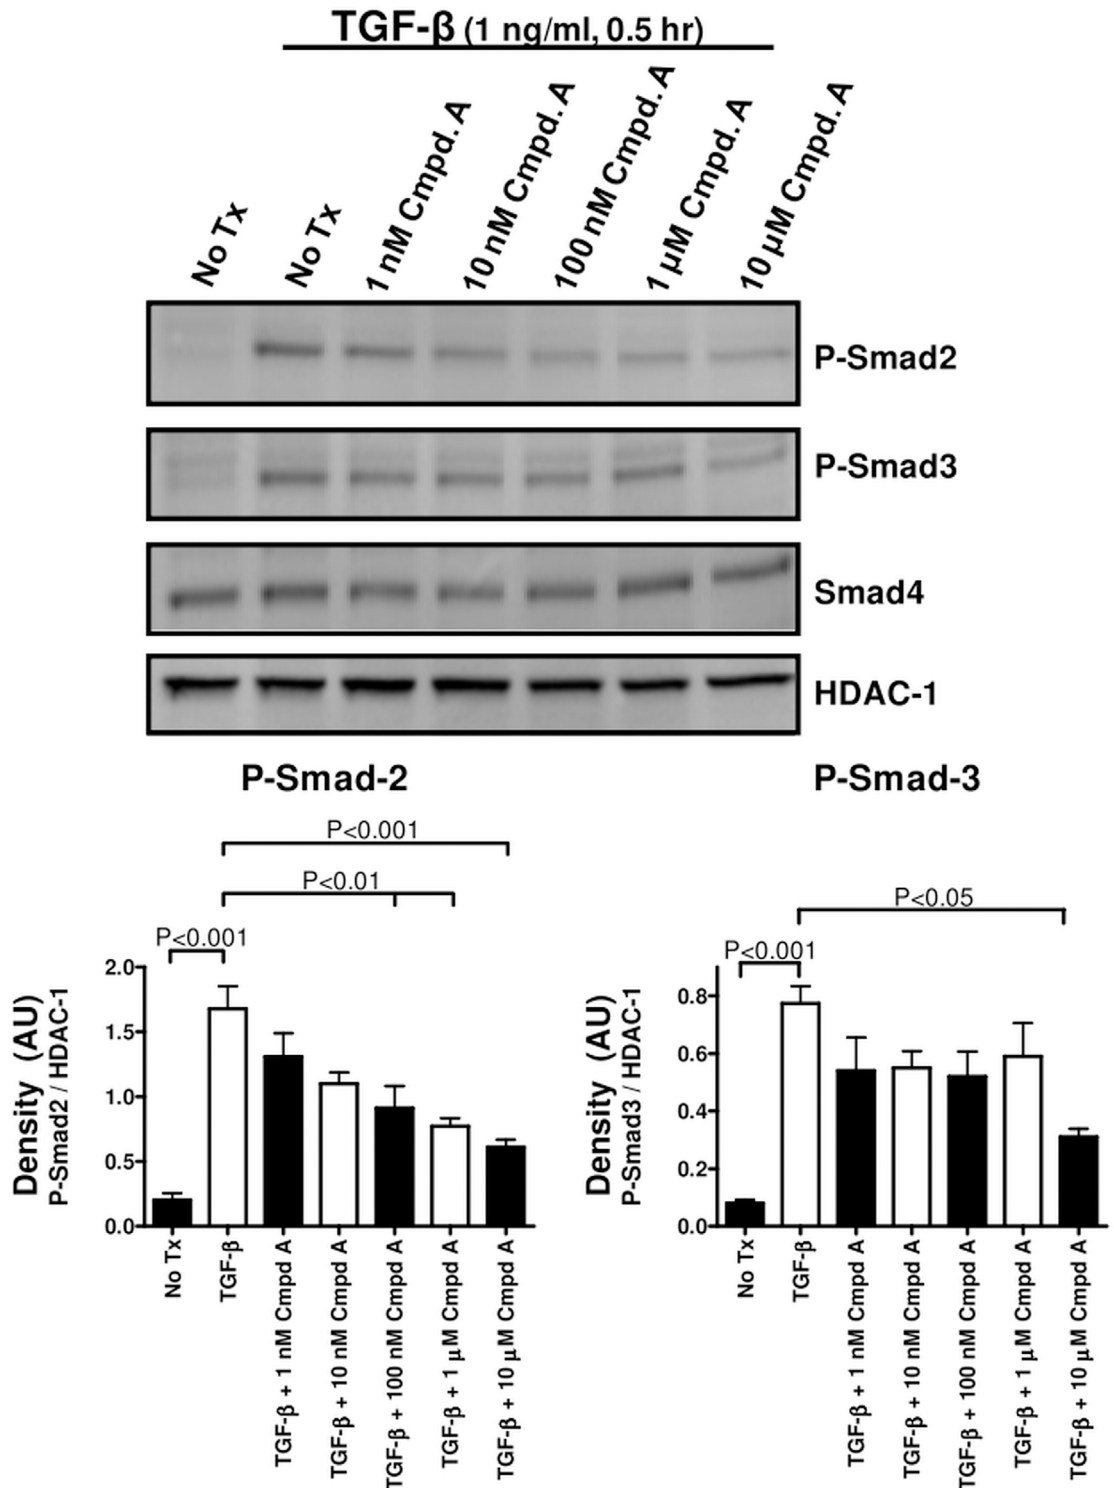 TGF-β (1 ng/ml, 0.5 hr)
No Tx
No Tx
1 nM Cmpd. A
10 nM Cmpd. A
100 nM Cmpd. A
1 µM Cmpd. A
10 µM Cmpd. A
P-Smad2
P-Smad3
Smad4
HDAC-1
P-Smad-2
P<0.001
P<0.01
P<0.001
Density (AU)
P-Smad2 / HDAC-1
2.0
1.5
1.0
0.5
0.0
No Tx
TGF-β
TGF-β + 1 nM Cmpd A
TGF-β + 10 nM Cmpd A
TGF-β + 100 nM Cmpd A
TGF-β + 1 µM Cmpd A
TGF-β + 10 µM Cmpd A
P-Smad-3
P<0.05
P<0.001
Density (AU)
P-Smad3 / HDAC-1
0.8
0.6
0.4
0.2
0.0
No Tx
TGF-β
TGF-β + 1 nM Cmpd A
TGF-β + 10 nM Cmpd A
TGF-β + 100 nM Cmpd A
TGF-β + 1 µM Cmpd A
TGF-β + 10 µM Cmpd A